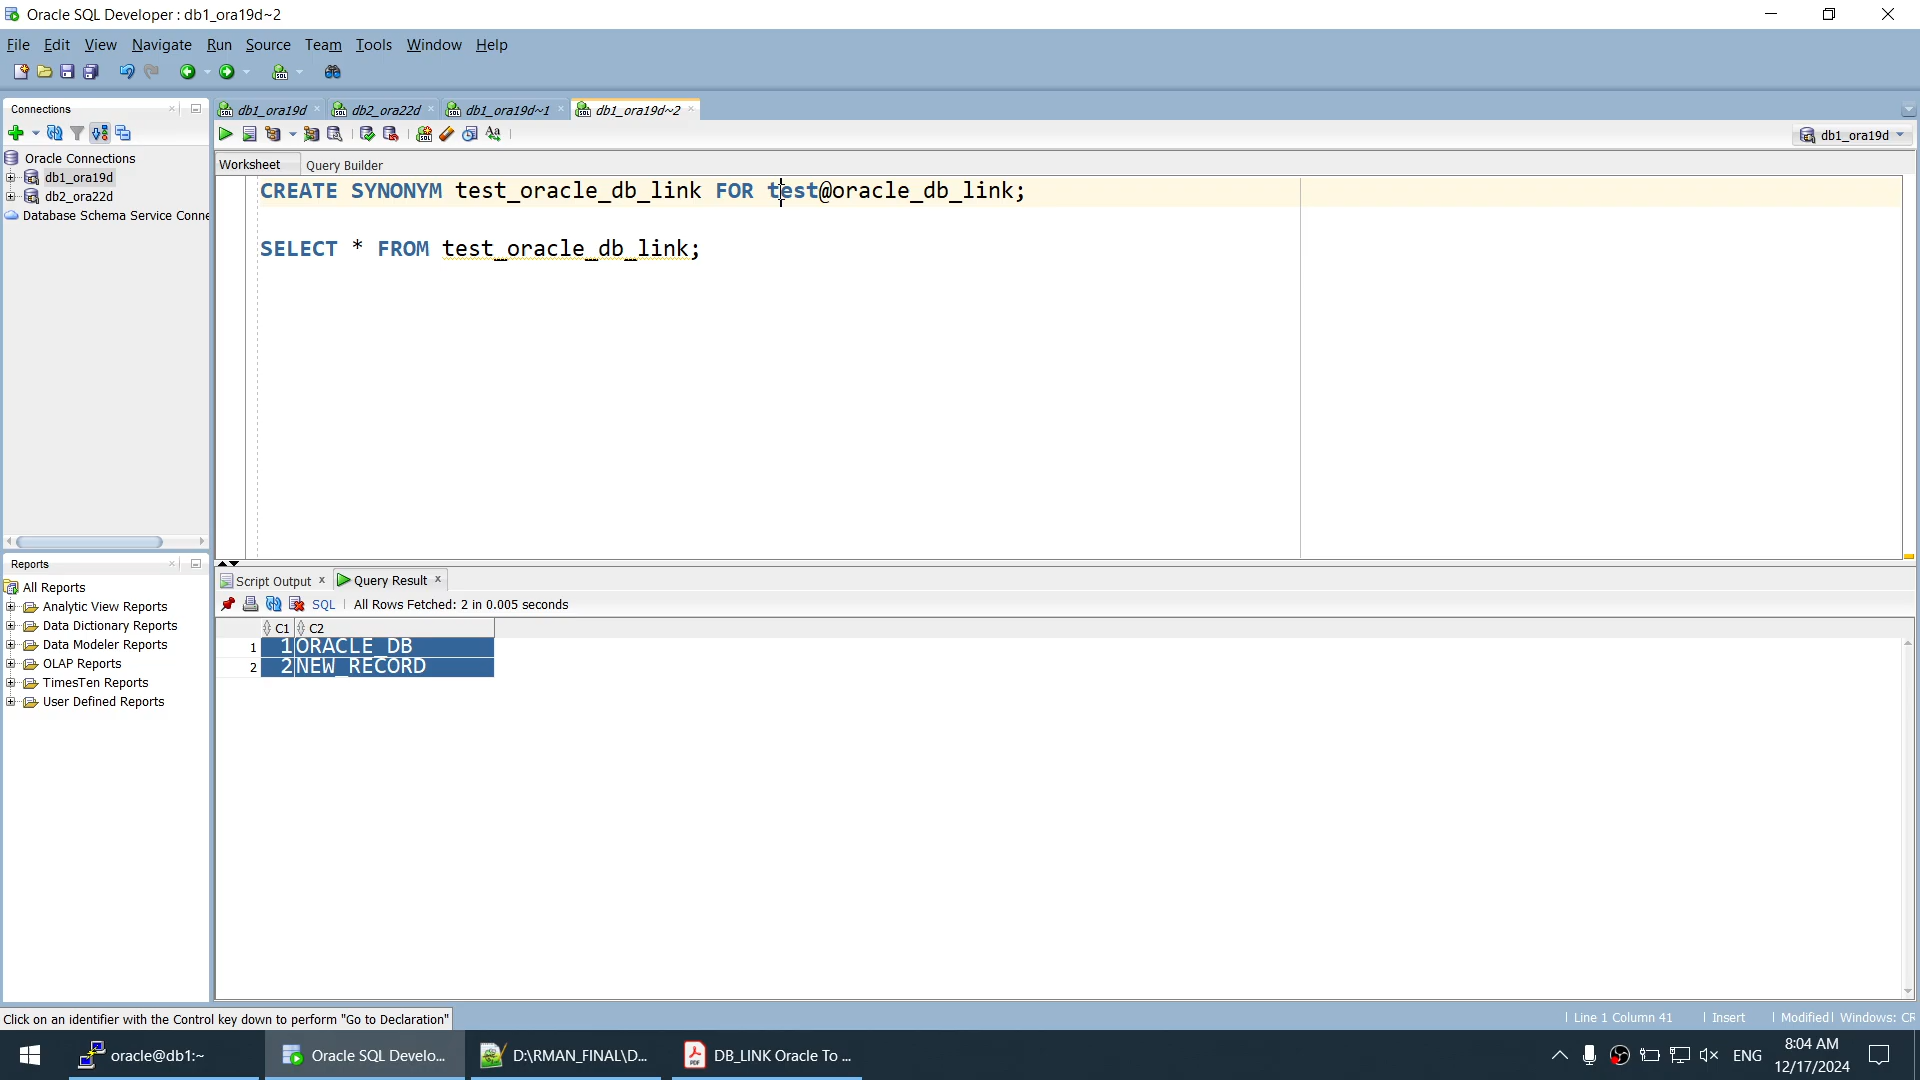 Oracle SQL Developer : db1_ora19d~2
File Edit View Navigate Run Source Team Tools Window Help
Connections
Oracle Connections
db1_ora19d
db2_ora22d
Database Schema Service Conne
db1_ora19d db2_ora22d db1_ora19d~1 db1_ora19d~2
db1_ora19d
Worksheet Query Builder
CREATE SYNONYM test_oracle_db_link FOR test@oracle_db_link;
SELECT * FROM test_oracle_db_link;
Reports
All Reports
Analytic View Reports
Data Dictionary Reports
Data Modeler Reports
OLAP Reports
TimesTen Reports
User Defined Reports
Script Output x Query Result x
SQL | All Rows Fetched: 2 in 0.005 seconds
C1 C2
1 1 ORACLE_DB
2 2 NEW_RECORD
Click on an identifier with the Control key down to perform "Go to Declaration"
Line 1 Column 41 | Insert | Modified | Windows: CR
oracle@db1:~
Oracle SQL Develo...
D:\RMAN_FINAL\D...
DB_LINK Oracle To ...
ENG
8:04 AM
12/17/2024